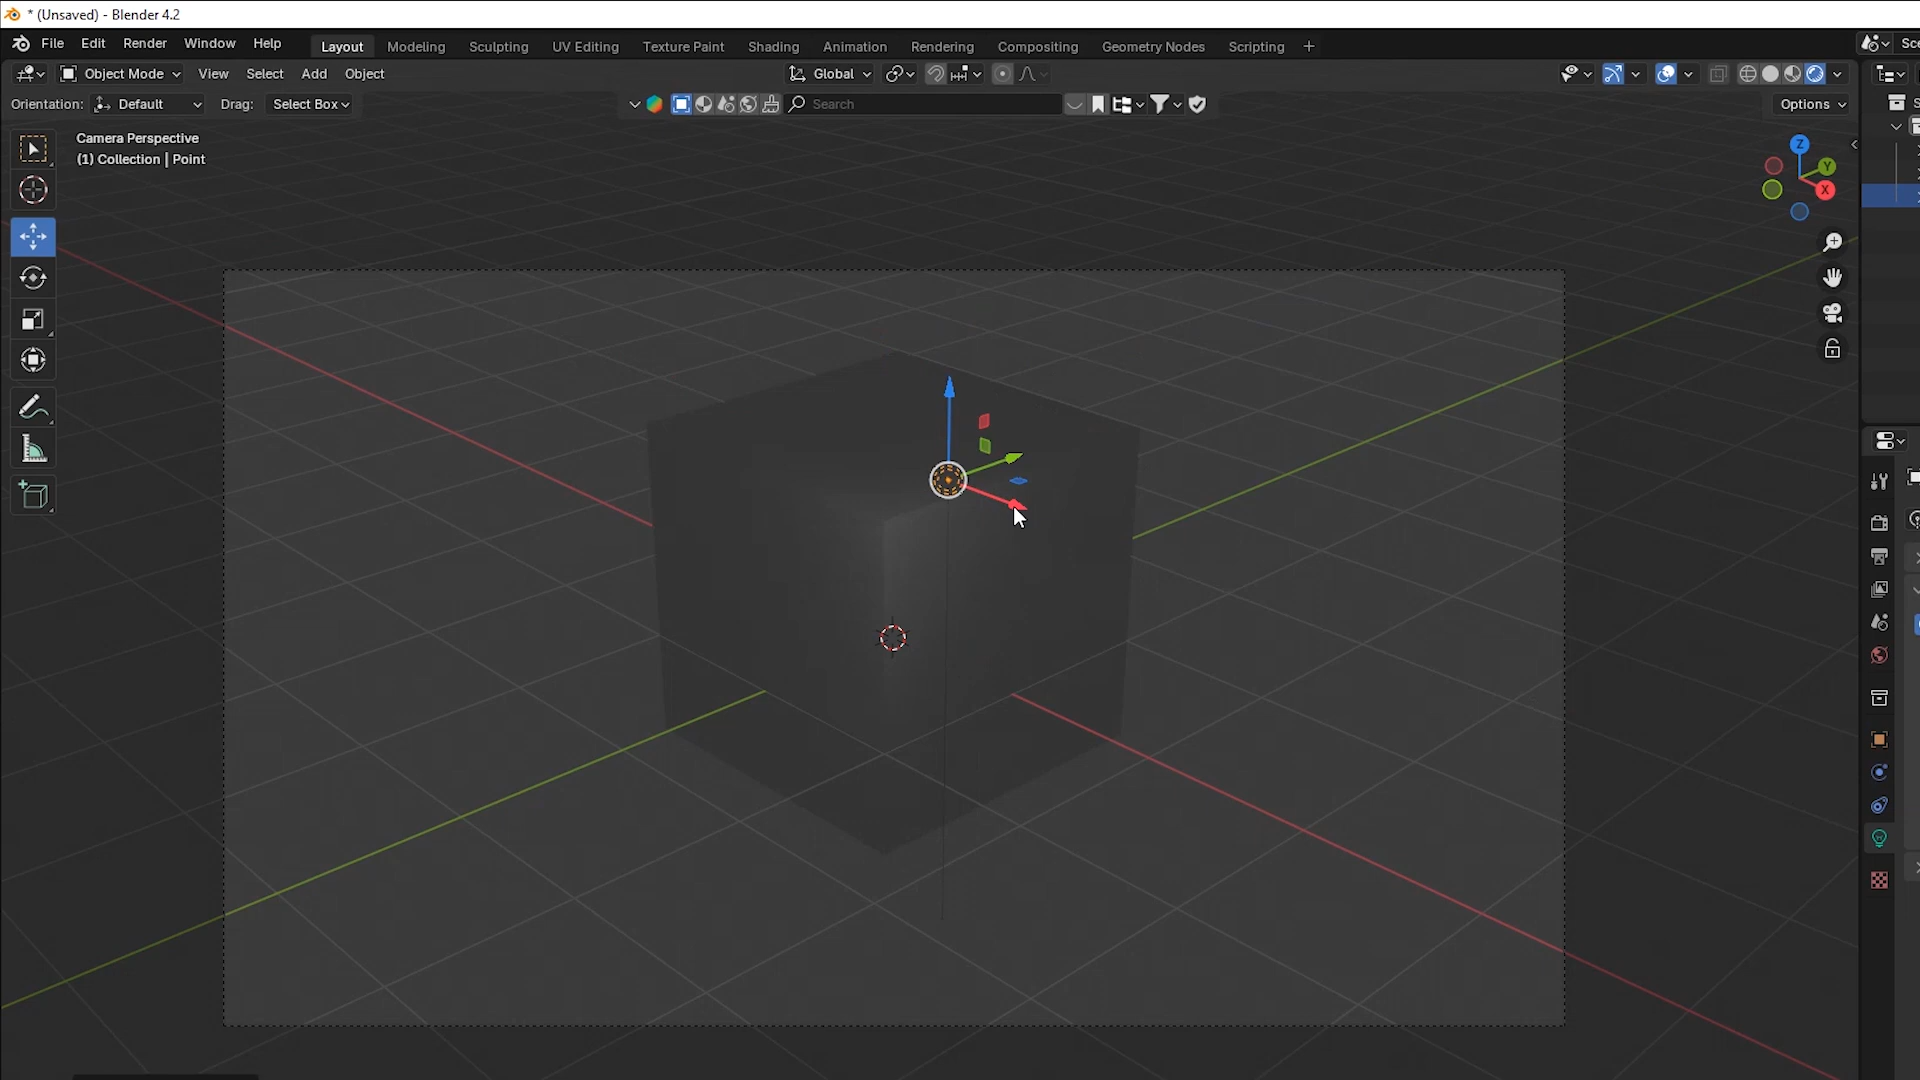 * (Unsaved) - Blender 4.2
File Edit Render Window Help Layout Modeling Sculpting UV Editing Texture Paint Shading Animation Rendering Compositing Geometry Nodes Scripting +
Object Mode View Select Add Object Global
Orientation: Default Drag: Select Box Search Options
Camera Perspective
(1) Collection | Point
Z
Y
X